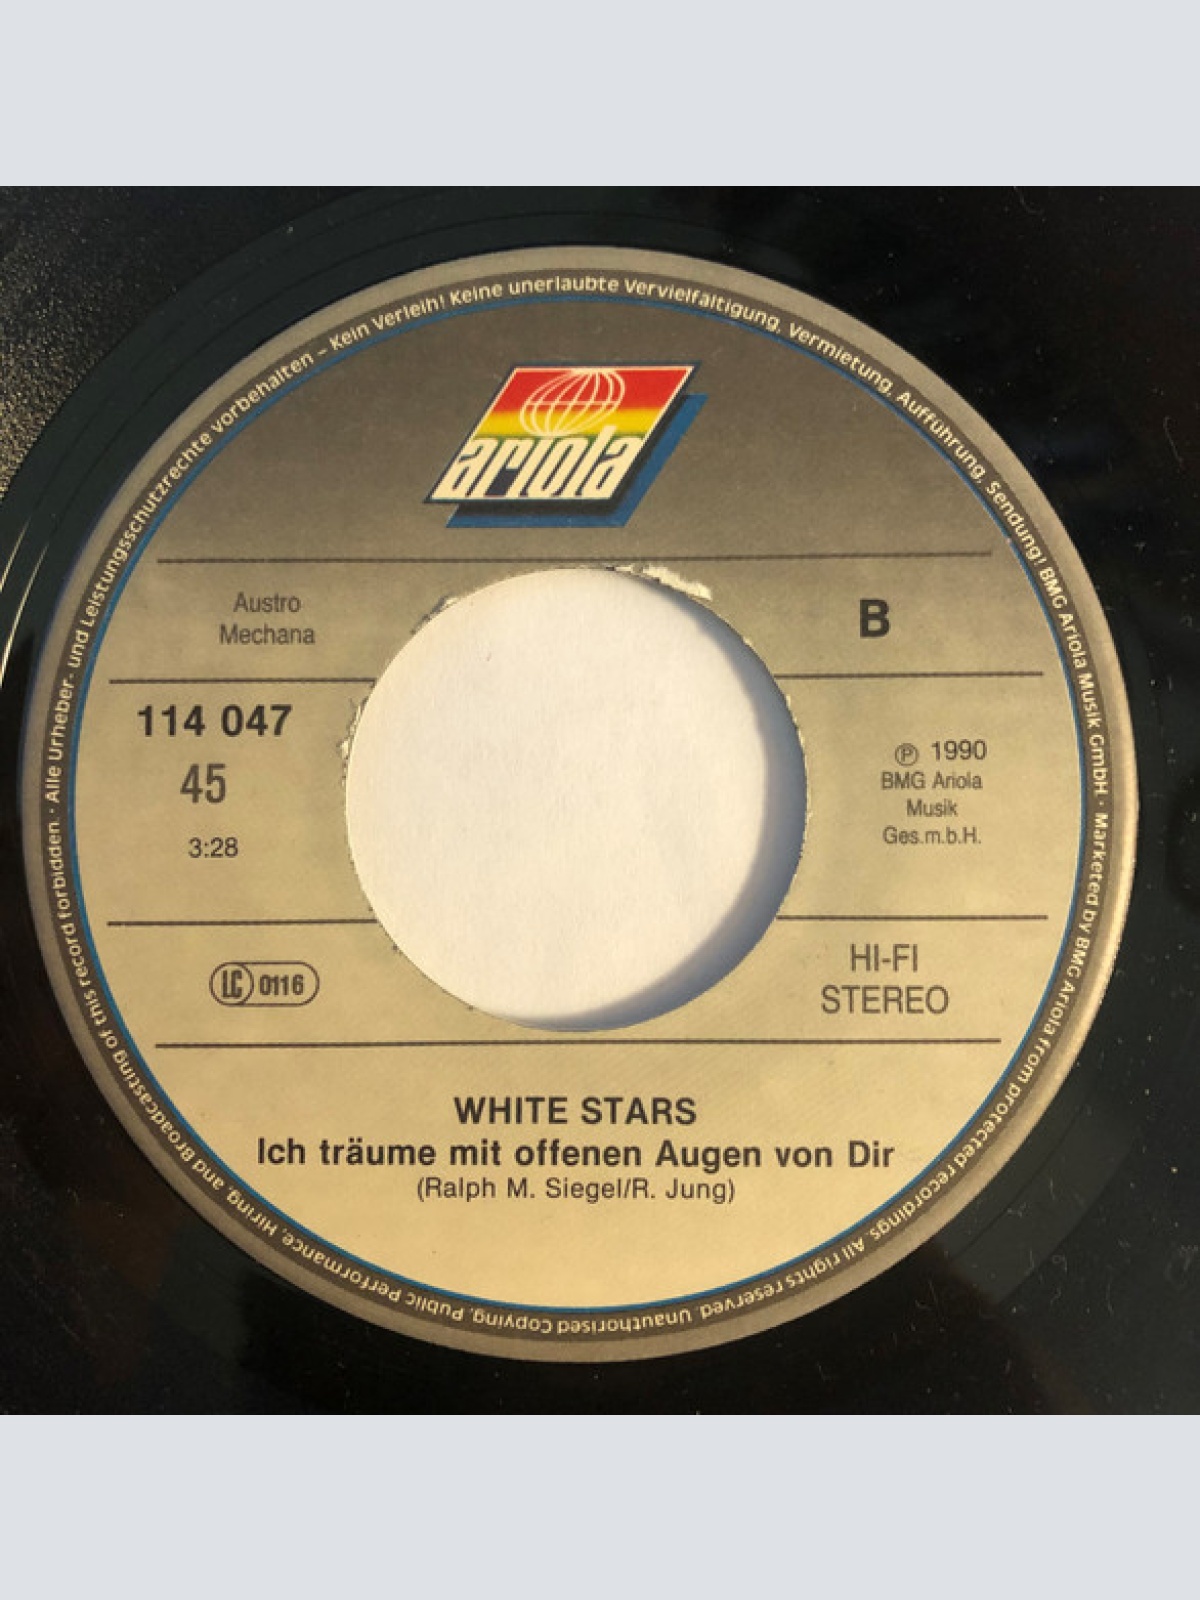 Alle Urheber- und Leistungsschutzrechte vorbehalten – Kein Verleih! Keine unerlaubte Vervielfältigung, Vermietung, Aufführung, Sendung! BMG Ariola Musik GmbH · Marketed by BMG Ariola from protected recordings. All rights reserved. Unauthorised Copying, Public Performance, Hiring, and Broadcasting of this record forbidden. ·
ariola
Austro
Mechana
B
114 047
45
3:28
Ⓟ 1990
BMG Ariola
Musik
Ges.m.b.H.
LC 0116
HI-FI
STEREO
WHITE STARS
Ich träume mit offenen Augen von Dir
(Ralph M. Siegel/R. Jung)